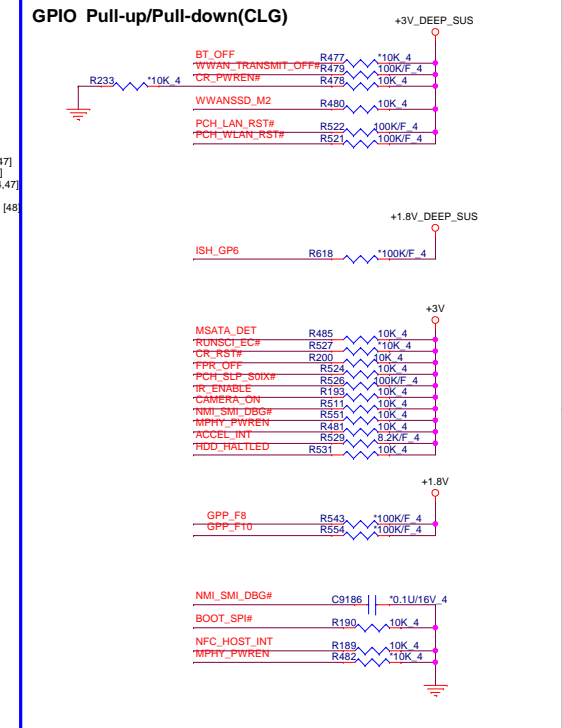 GPIO Pull-up/Pull-down(CLG)
+3V_DEEP_SUS
BT_OFF R477 *10K_4
WWAN_TRANSMIT_OFF# R479 100K/F_4
R233 *10K_4 CR_PWREN# R478 10K_4
WWANSSD_M2 R480 10K_4
PCH_LAN_RST# R522 100K/F_4
PCH_WLAN_RST# R521 100K/F_4
47]
]
4,47]
[48]
+1.8V_DEEP_SUS
ISH_GP6 R618 *100K/F_4
+3V
MSATA_DET R485 10K_4
RUNSCI_EC# R527 *10K_4
CR_RST# R200 10K_4
FPR_OFF R524 10K_4
PCH_SLP_S0IX# R526 100K/F_4
IR_ENABLE R193 10K_4
CAMERA_ON R511 10K_4
NMI_SMI_DBG# R551 10K_4
MPHY_PWREN R481 10K_4
ACCEL_INT R529 8.2K/F_4
HDD_HALTLED R531 10K_4
+1.8V
GPP_F8 R543 *100K/F_4
GPP_F10 R554 *100K/F_4
NMI_SMI_DBG# C9186 *0.1U/16V_4
BOOT_SPI# R190 10K_4
NFC_HOST_INT R189 10K_4
MPHY_PWREN R482 *10K_4